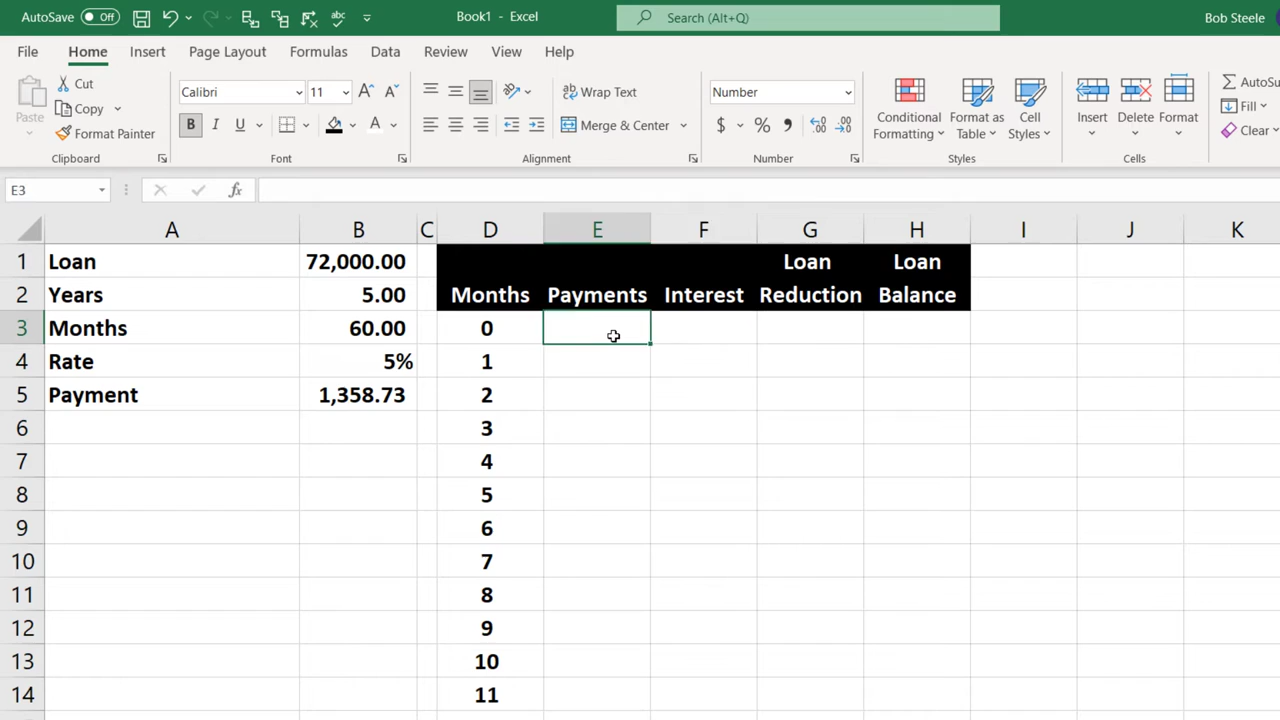 AutoSave Off Book1 - Excel Search (Alt+Q) Bob Steele
File Home Insert Page Layout Formulas Data Review View Help
Paste Cut Copy Format Painter Clipboard
Calibri 11 B I U A Font
Wrap Text Merge & Center Alignment
Number $ % Number
Conditional Formatting Format as Table Cell Styles Styles
Insert Delete Format Cells
Fill Clear
E3 fx
A B C D E F G H I J K
1 Loan 72,000.00 Loan Loan
2 Years 5.00 Months Payments Interest Reduction Balance
3 Months 60.00 0
4 Rate 5% 1
5 Payment 1,358.73 2
6 3
7 4
8 5
9 6
10 7
11 8
12 9
13 10
14 11